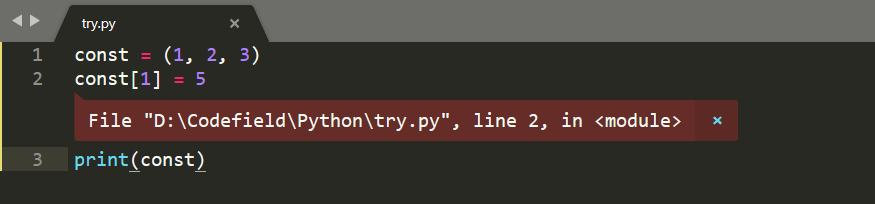 try.py
1 const = (1, 2, 3)
2 const[1] = 5
File "D:\Codefield\Python\try.py", line 2, in <module>
3 print(const)